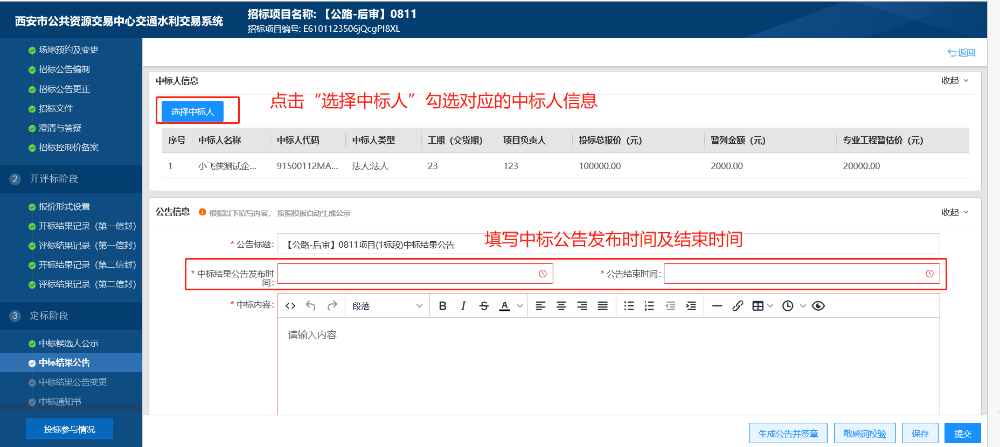 西安市公共资源交易中心交通水利交易系统
招标项目名称:【公路-后审】0811
招标项目编号: E6101123506jQcgPf8XL
场地预约及变更
招标公告编制
招标公告更正
招标文件
澄清与答疑
招标控制价备案
2 开评标阶段
报价形式设置
开标结果记录（第一信封）
评标结果记录（第一信封）
开标结果记录（第二信封）
评标结果记录（第二信封）
3 定标阶段
中标候选人公示
中标结果公告
中标结果公告变更
中标通知书
投标参与情况
返回
中标人信息 收起
选择中标人
点击“选择中标人”勾选对应的中标人信息
序号 中标人名称 中标人代码 中标人类型 工期（交货期） 项目负责人 投标总报价（元） 暂列金额（元） 专业工程暂估价（元）
1 小飞侠测试企... 91500112MA... 法人;法人 23 123 100000.00 2000.00 20000.00
公告信息 根据以下填写内容，按照模板自动生成公示 收起
* 公告标题: 【公路-后审】0811项目(1标段)中标结果公告
填写中标公告发布时间及结束时间
* 中标结果公告发布时
间:
* 公告结束时间:
* 中标内容:
段落 B I S A
请输入内容
生成公告并签章 敏感词校验 保存 提交